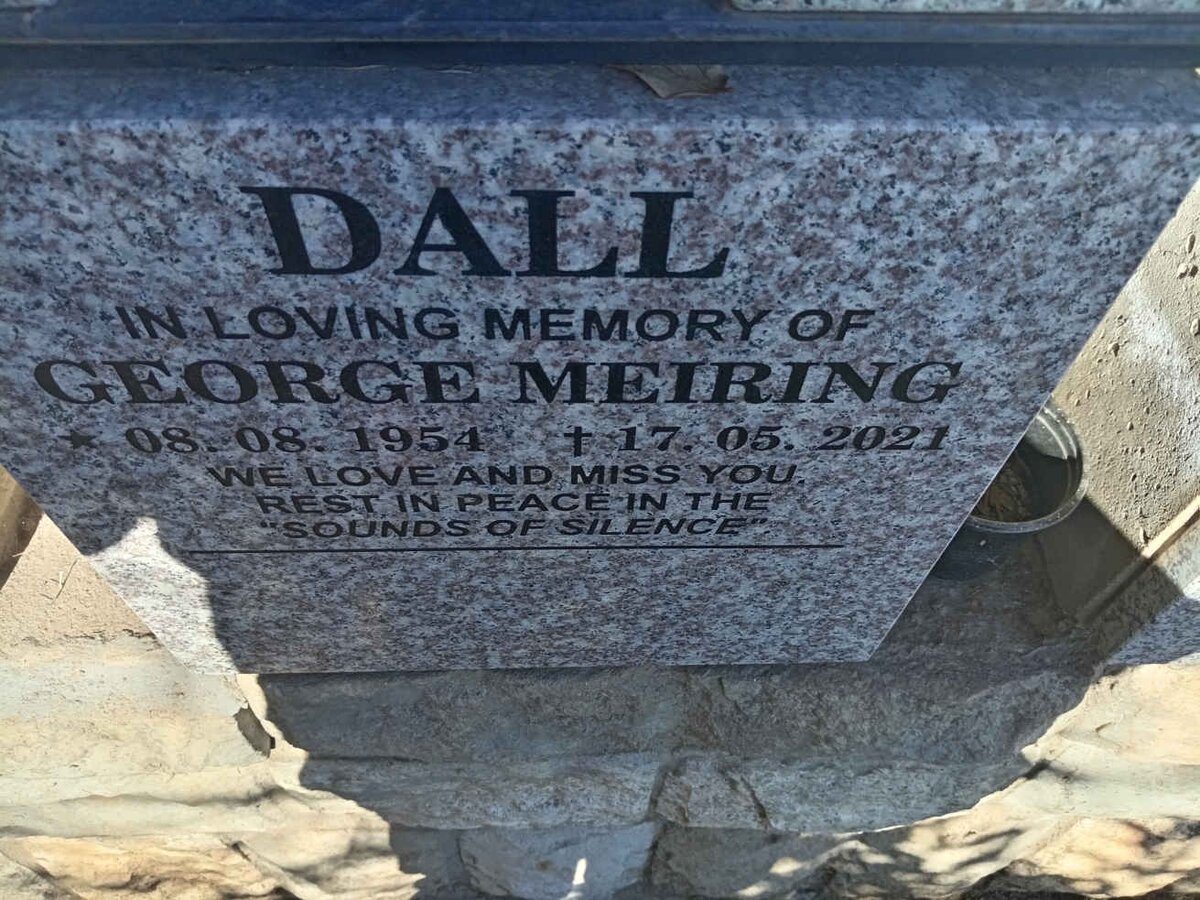 DALL
IN LOVING MEMORY OF
GEORGE MEIRING
★ 08. 08. 1954 † 17. 05. 2021
WE LOVE AND MISS YOU.
REST IN PEACE IN THE
"SOUNDS OF SILENCE".